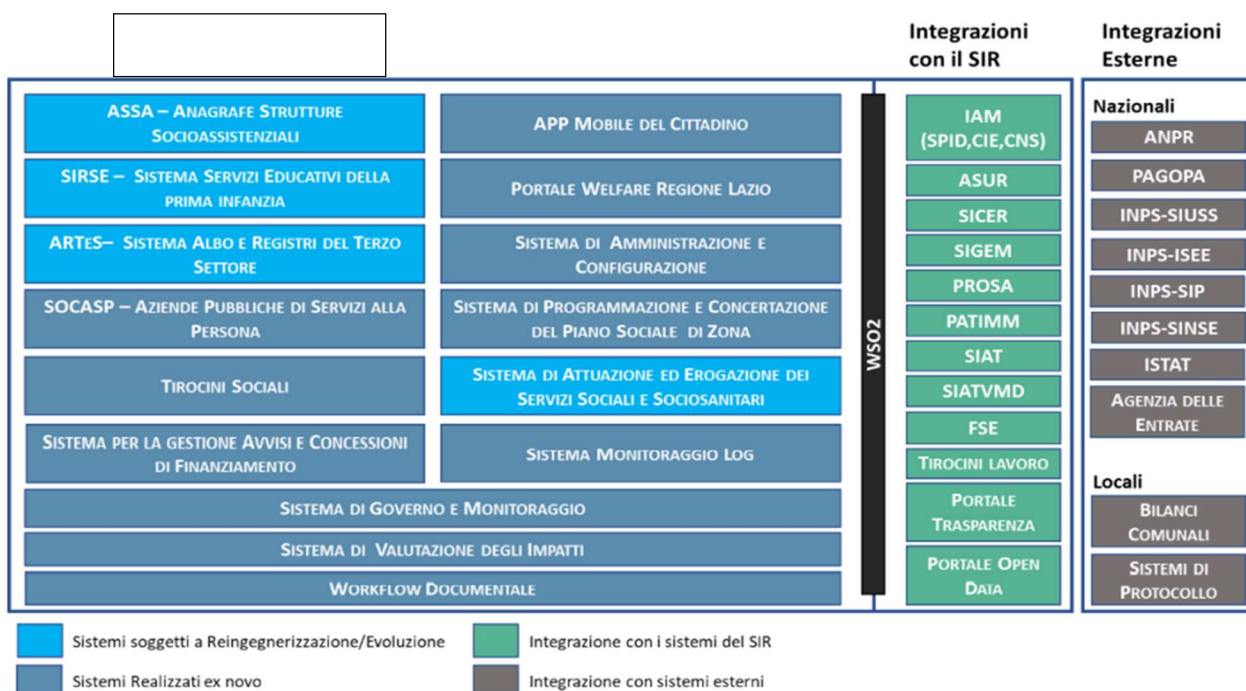 Integrazioni
con il SIR
Integrazioni
Esterne
ASSA – Anagrafe Strutture
Socioassistenziali
SIRSE – Sistema Servizi Educativi della
prima infanzia
ARTeS– Sistema Albo e Registri del Terzo
Settore
SOCASP – Aziende Pubbliche di Servizi alla
Persona
Tirocini Sociali
Sistema per la gestione Avvisi e Concessioni
di Finanziamento
APP Mobile del Cittadino
Portale Welfare Regione Lazio
Sistema di Amministrazione e
Configurazione
Sistema di Programmazione e Concertazione
del Piano Sociale di Zona
Sistema di Attuazione ed Erogazione dei
Servizi Sociali e Sociosanitari
Sistema Monitoraggio Log
Sistema di Governo e Monitoraggio
Sistema di Valutazione degli Impatti
Workflow Documentale
WSO2
IAM
(SPID,CIE,CNS)
ASUR
SICER
SIGEM
PROSA
PATIMM
SIAT
SIATVMD
FSE
Tirocini lavoro
Portale
Trasparenza
Portale Open
Data
Nazionali
ANPR
PAGOPA
INPS-SIUSS
INPS-ISEE
INPS-SIP
INPS-SINSE
ISTAT
Agenzia delle
Entrate
Locali
Bilanci
Comunali
Sistemi di
Protocollo
Sistemi soggetti a Reingegnerizzazione/Evoluzione
Integrazione con i sistemi del SIR
Sistemi Realizzati ex novo
Integrazione con sistemi esterni